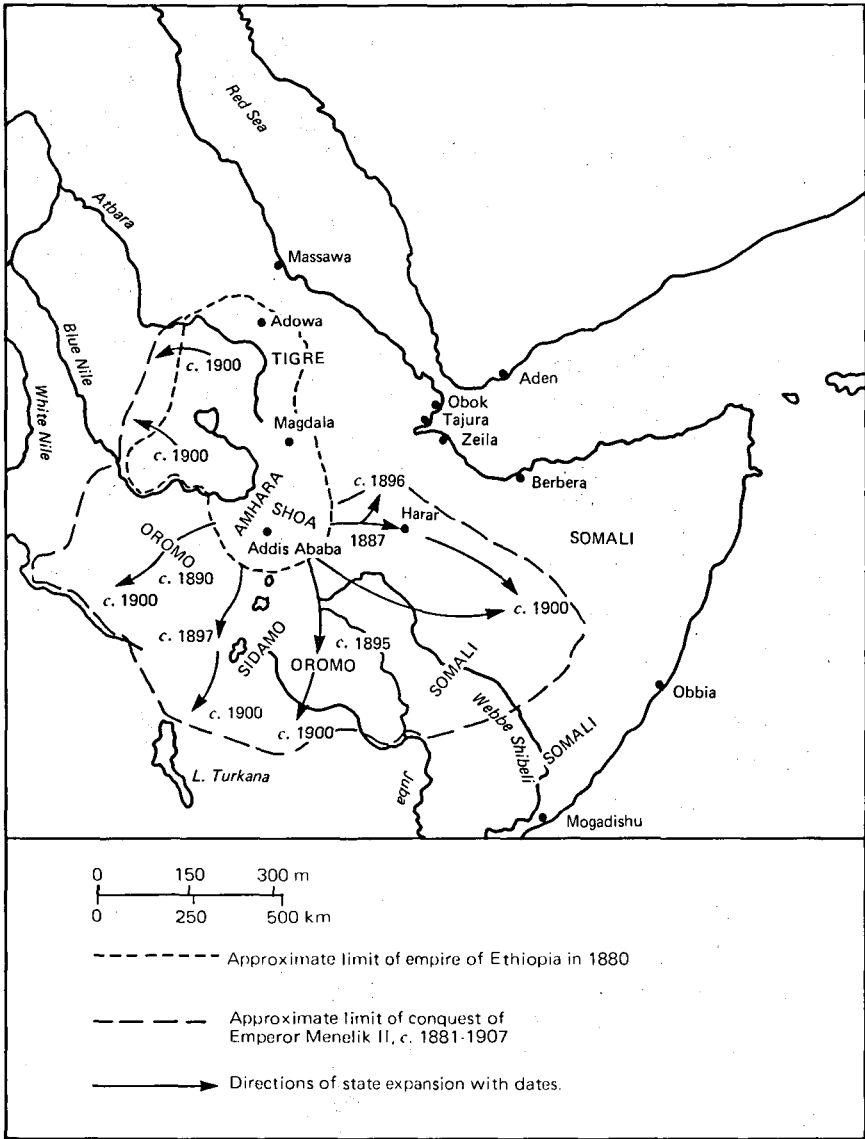 Red Sea
Atbara
Massawa
Blue Nile
Adowa
TIGRE
c. 1900
White Nile
Aden
Obok
Tajura
Zeila
Magdala
c. 1900
Berbera
c. 1896
AMHARA
SHOA
Harar
1887
SOMALI
OROMO
Addis Ababa
c. 1890
c. 1900
c. 1900
c. 1897
SIDAMO
c. 1895
OROMO
SOMALI
Obbia
c. 1900
c. 1900
Webbe Shibeli
SOMALI
L. Turkana
Juba
Mogadishu
0 150 300 m
0 250 500 km
Approximate limit of empire of Ethiopia in 1880
Approximate limit of conquest of
Emperor Menelik II, c. 1881-1907
Directions of state expansion with dates.